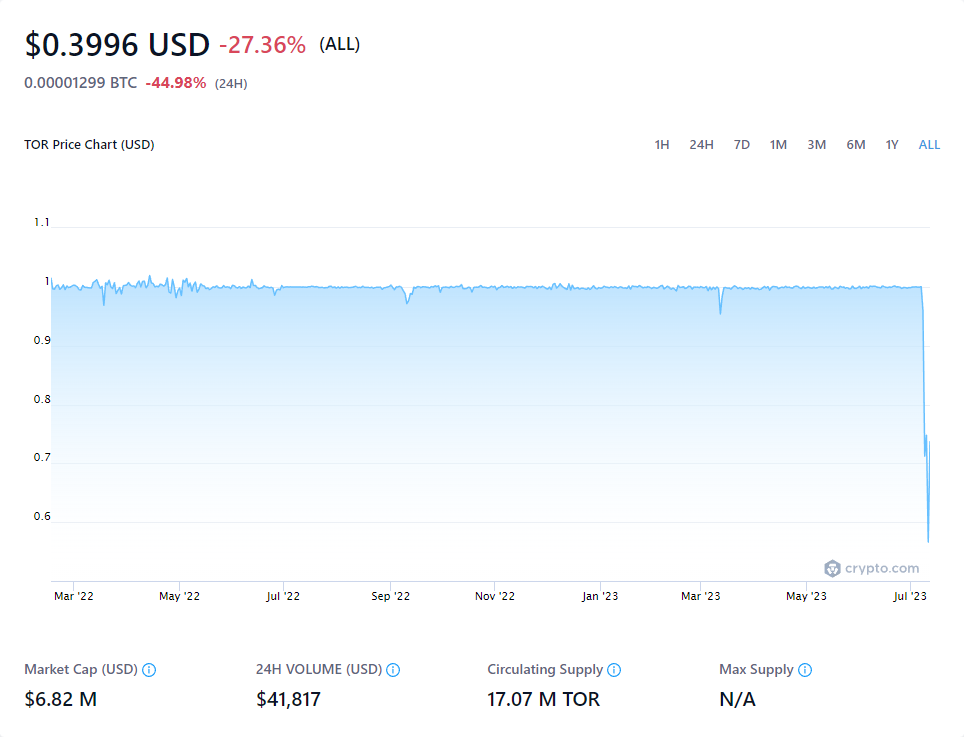 $0.3996 USD -27.36% (ALL)
0.00001299 BTC -44.98% (24H)
TOR Price Chart (USD)
1H 24H 7D 1M 3M 6M 1Y ALL
1.1
1
0.9
0.8
0.7
0.6
crypto.com
Mar '22 May '22 Jul '22 Sep '22 Nov '22 Jan '23 Mar '23 May '23 Jul '23
Market Cap (USD) 24H VOLUME (USD) Circulating Supply Max Supply
$6.82 M $41,817 17.07 M TOR N/A